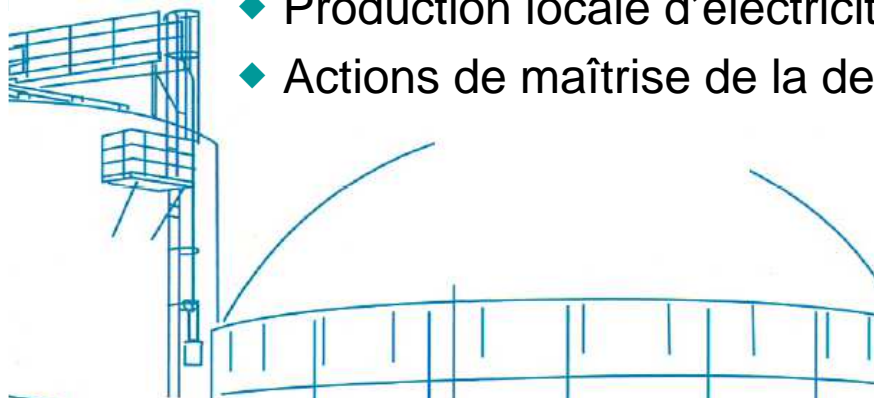 Production locale d'électricit
Actions de maîtrise de la de